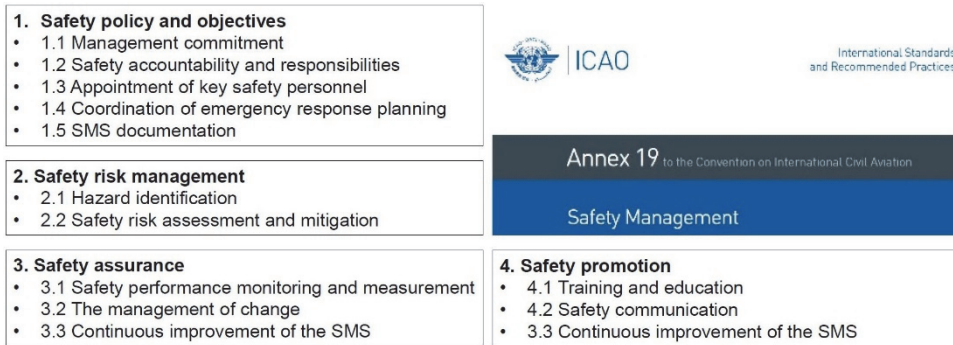 1. Safety policy and objectives
• 1.1 Management commitment
• 1.2 Safety accountability and responsibilities
• 1.3 Appointment of key safety personnel
• 1.4 Coordination of emergency response planning
• 1.5 SMS documentation
ICAO
International Standards
and Recommended Practices
Annex 19 to the Convention on International Civil Aviation
Safety Management
2. Safety risk management
• 2.1 Hazard identification
• 2.2 Safety risk assessment and mitigation
3. Safety assurance
• 3.1 Safety performance monitoring and measurement
• 3.2 The management of change
• 3.3 Continuous improvement of the SMS
4. Safety promotion
• 4.1 Training and education
• 4.2 Safety communication
• 3.3 Continuous improvement of the SMS